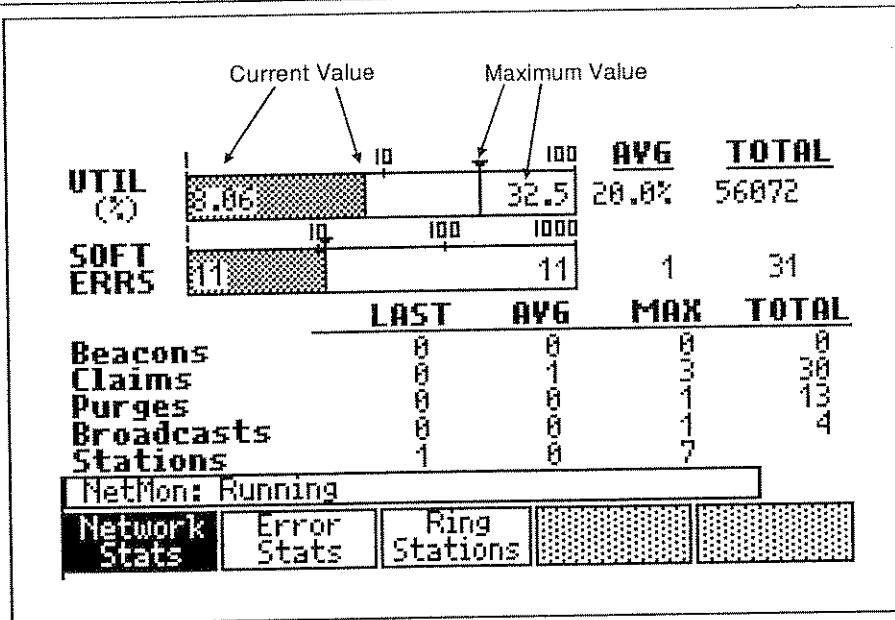 Current Value Maximum Value
1 10 100 AVG TOTAL
UTIL (%) 8.06 32.5 20.0% 56072
1 10 100 1000
SOFT ERRS 11 11 1 31
LAST AVG MAX TOTAL
Beacons 0 0 0 0
Claims 0 1 3 30
Purges 0 0 1 13
Broadcasts 0 0 1 4
Stations 1 0 7
NetMon: Running
Network Stats Error Stats Ring Stations